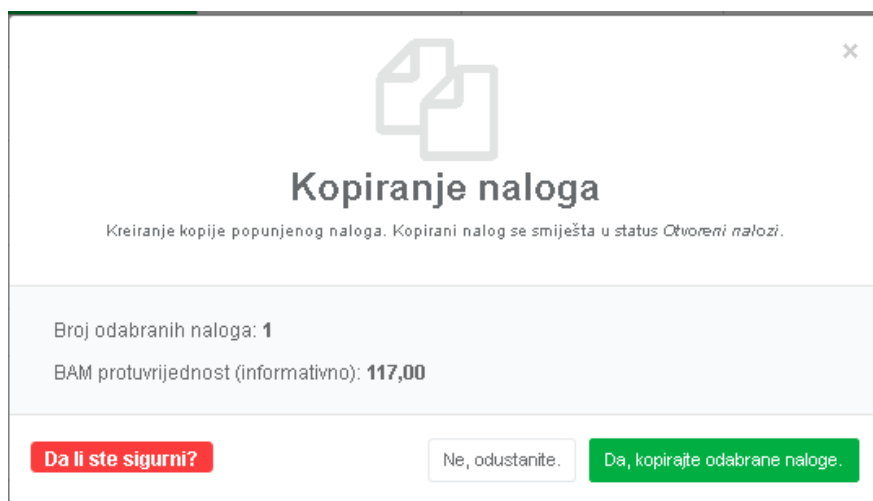 ×
Kopiranje naloga
Kreiranje kopije popunjenog naloga. Kopirani nalog se smiješta u status Otvoreni nalozi.
Broj odabranih naloga: 1
BAM protuvrijednost (informativno): 117,00
Da li ste sigurni?
Ne, odustanite.
Da, kopirajte odabrane naloge.